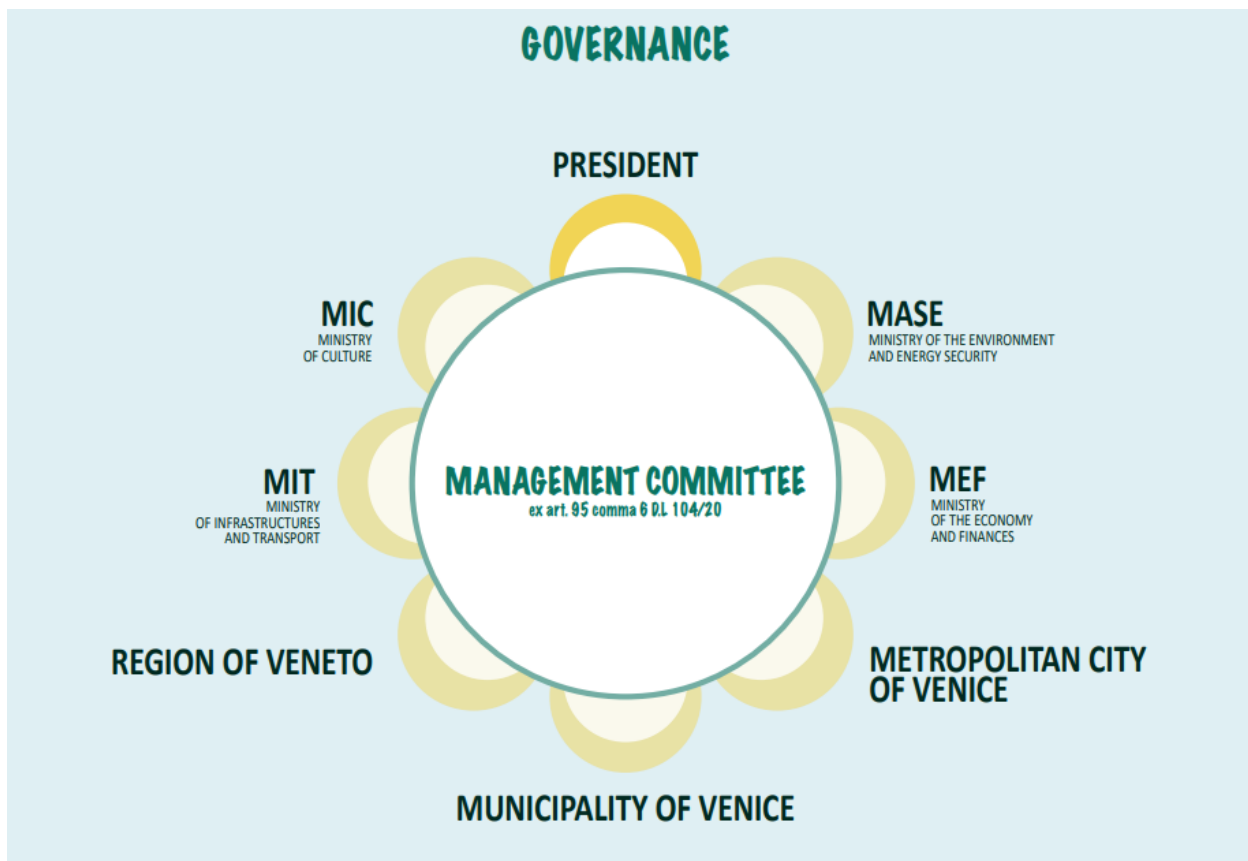 GOVERNANCE
PRESIDENT
MIC
MINISTRY
OF CULTURE
MASE
MINISTRY OF THE ENVIRONMENT
AND ENERGY SECURITY
MIT
MINISTRY
OF INFRASTRUCTURES
AND TRANSPORT
MANAGEMENT COMMITTEE
ex art. 95 comma 6 D.L 104/20
MEF
MINISTRY
OF THE ECONOMY
AND FINANCES
REGION OF VENETO
METROPOLITAN CITY
OF VENICE
MUNICIPALITY OF VENICE